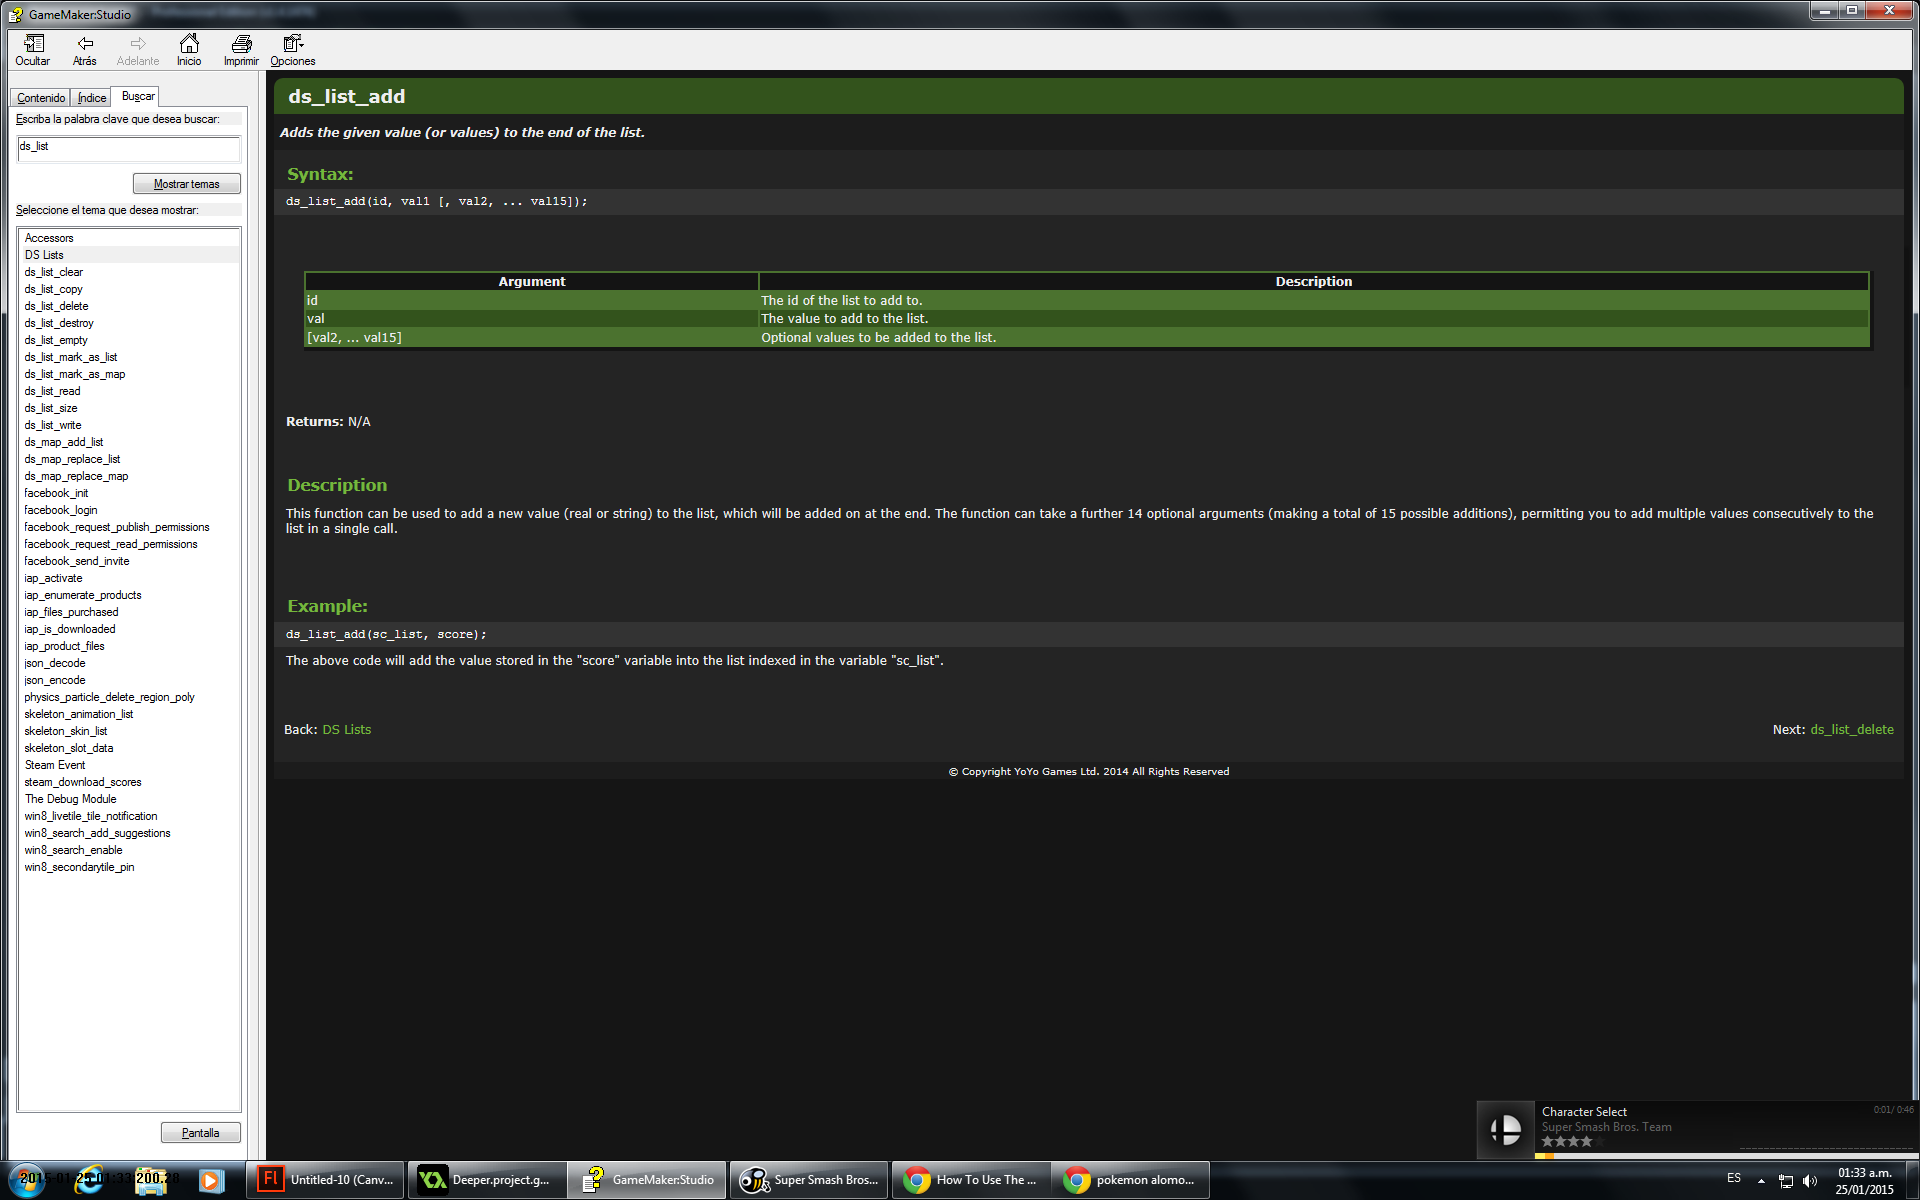 GameMaker:Studio
Ocultar Atrás Adelante Inicio Imprimir Opciones
Contenido Índice Buscar
Escriba la palabra clave que desea buscar:
ds_list
Mostrar temas
Seleccione el tema que desea mostrar:
Accessors
DS Lists
ds_list_clear
ds_list_copy
ds_list_delete
ds_list_destroy
ds_list_empty
ds_list_mark_as_list
ds_list_mark_as_map
ds_list_read
ds_list_size
ds_list_write
ds_map_add_list
ds_map_replace_list
ds_map_replace_map
facebook_init
facebook_login
facebook_request_publish_permissions
facebook_request_read_permissions
facebook_send_invite
iap_activate
iap_enumerate_products
iap_files_purchased
iap_is_downloaded
iap_product_files
json_decode
json_encode
physics_particle_delete_region_poly
skeleton_animation_list
skeleton_skin_list
skeleton_slot_data
Steam Event
steam_download_scores
The Debug Module
win8_livetile_tile_notification
win8_search_add_suggestions
win8_search_enable
win8_secondarytile_pin
Pantalla
ds_list_add
Adds the given value (or values) to the end of the list.
Syntax:
ds_list_add(id, val1 [, val2, ... val15]);
Argument Description
id The id of the list to add to.
val The value to add to the list.
[val2, ... val15] Optional values to be added to the list.
Returns: N/A
Description
This function can be used to add a new value (real or string) to the list, which will be added on at the end. The function can take a further 14 optional arguments (making a total of 15 possible additions), permitting you to add multiple values consecutively to the
list in a single call.
Example:
ds_list_add(sc_list, score);
The above code will add the value stored in the "score" variable into the list indexed in the variable "sc_list".
Back: DS Lists Next: ds_list_delete
© Copyright YoYo Games Ltd. 2014 All Rights Reserved
Character Select 0:01/ 0:46
Super Smash Bros. Team
2015-01-25 01:33:200.28
Untitled-10 (Canv... Deeper.project.g... GameMaker:Studio Super Smash Bros... How To Use The ... pokemon alomo... ES
01:33 a.m.
25/01/2015